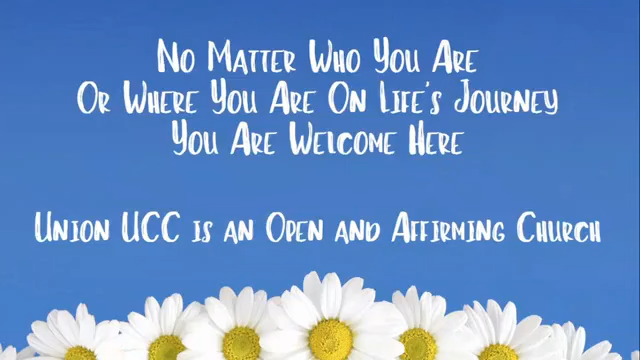 No Matter Who You Are
Or Where You Are On Life's Journey
You Are Welcome Here
Union UCC is an Open and Affirming Church